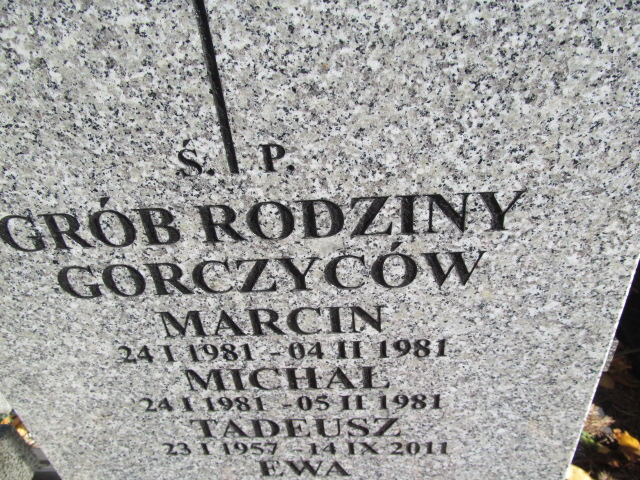 Ś. P.
GRÓB RODZINY
GORCZYCÓW
MARCIN
24 I 1981 - 04 II 1981
MICHAŁ
24 I 1981 - 05 II 1981
TADEUSZ
23 I 1957 - 14 IX 2011
EWA